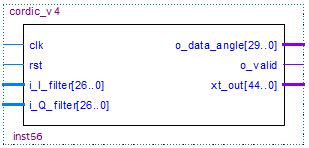 cordic_v4
clk o_data_angle[29..0]
rst o_valid
i_I_filter[26..0] xt_out[44..0]
i_Q_filter[26..0]
inst56